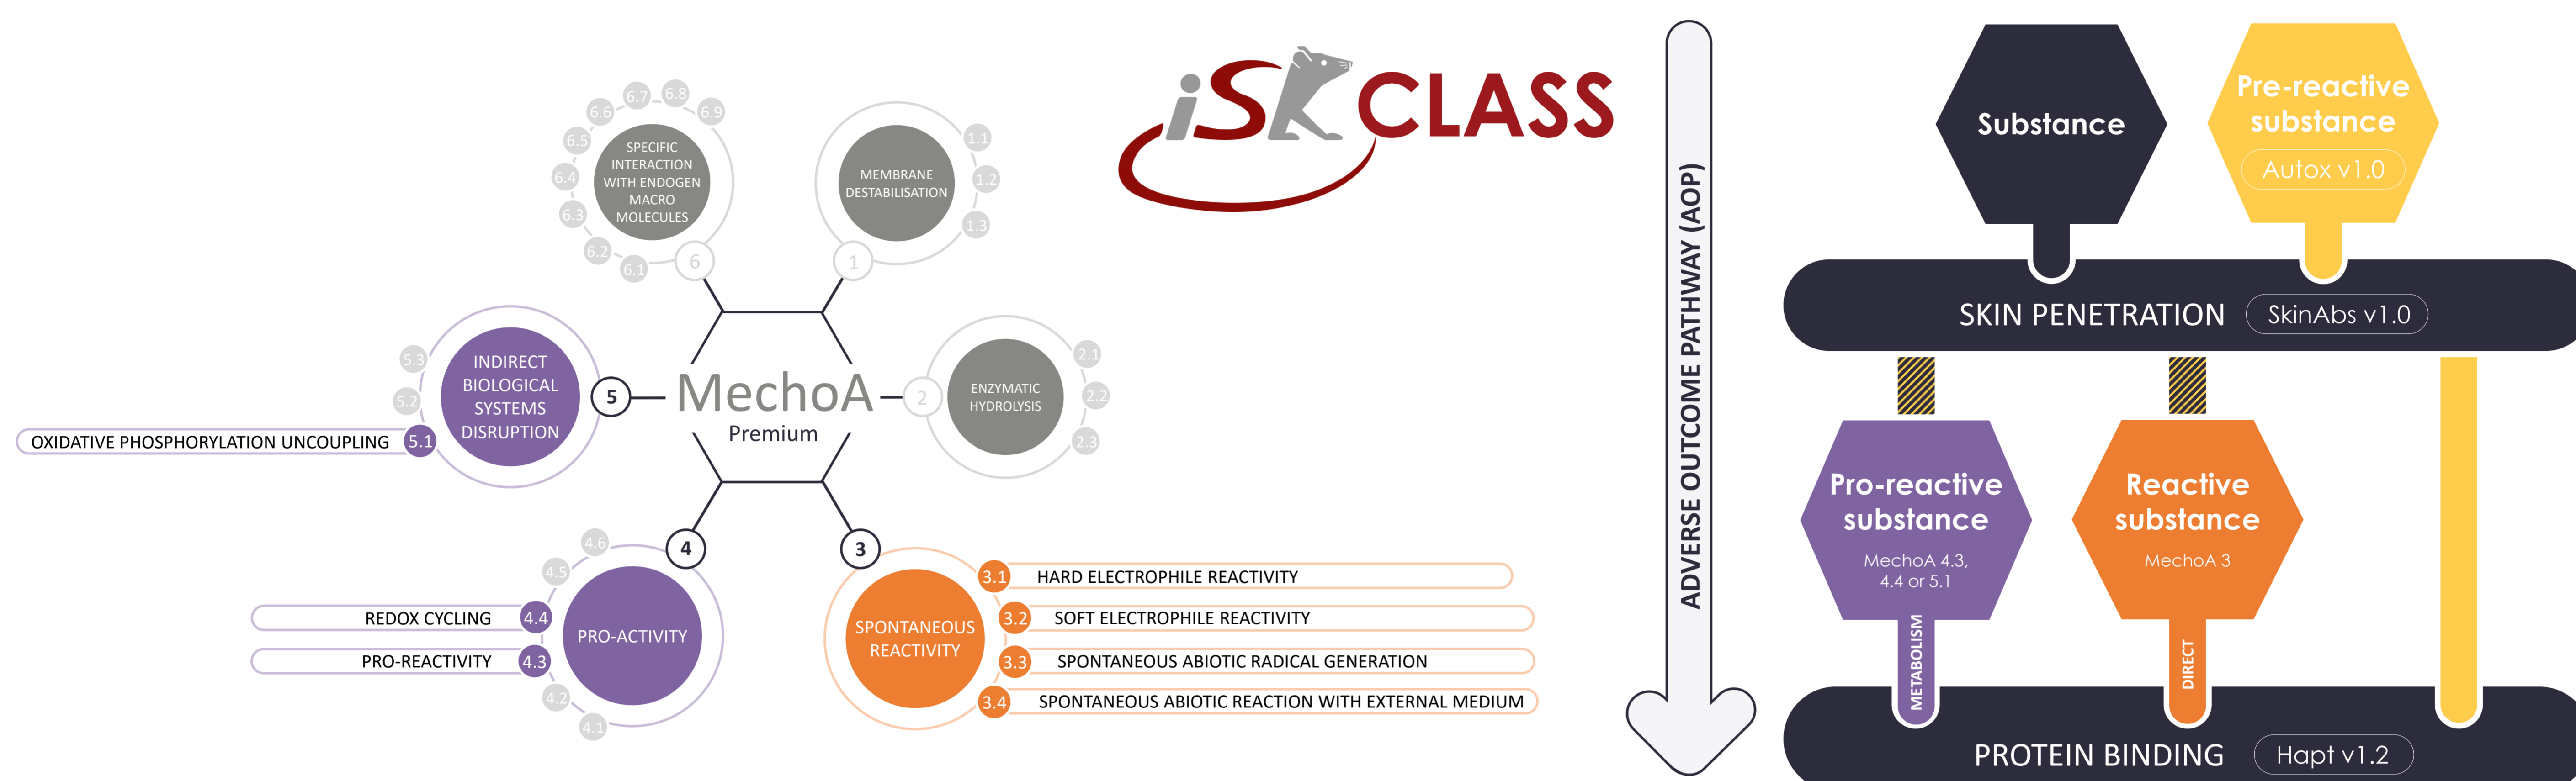 iSk CLASS
6.1
6.2
6.3
6.4
6.5
6.6
6.7
6.8
6.9
SPECIFIC
INTERACTION
WITH ENDOGEN
MACRO
MOLECULES
6
MEMBRANE
DESTABILISATION
1
1.1
1.2
1.3
5.3
5.2
INDIRECT
BIOLOGICAL
SYSTEMS
DISRUPTION
5
OXIDATIVE PHOSPHORYLATION UNCOUPLING 5.1
MechoA
Premium
2
ENZYMATIC
HYDROLYSIS
2.1
2.2
2.3
4
4.6
4.5
REDOX CYCLING 4.4
PRO-REACTIVITY 4.3
4.2
4.1
PRO-ACTIVITY
3
SPONTANEOUS
REACTIVITY
3.1 HARD ELECTROPHILE REACTIVITY
3.2 SOFT ELECTROPHILE REACTIVITY
3.3 SPONTANEOUS ABIOTIC RADICAL GENERATION
3.4 SPONTANEOUS ABIOTIC REACTION WITH EXTERNAL MEDIUM
ADVERSE OUTCOME PATHWAY (AOP)
Substance
Pre-reactive
substance
Autox v1.0
SKIN PENETRATION SkinAbs v1.0
Pro-reactive
substance
MechoA 4.3,
4.4 or 5.1
METABOLISM
Reactive
substance
MechoA 3
DIRECT
PROTEIN BINDING Hapt v1.2